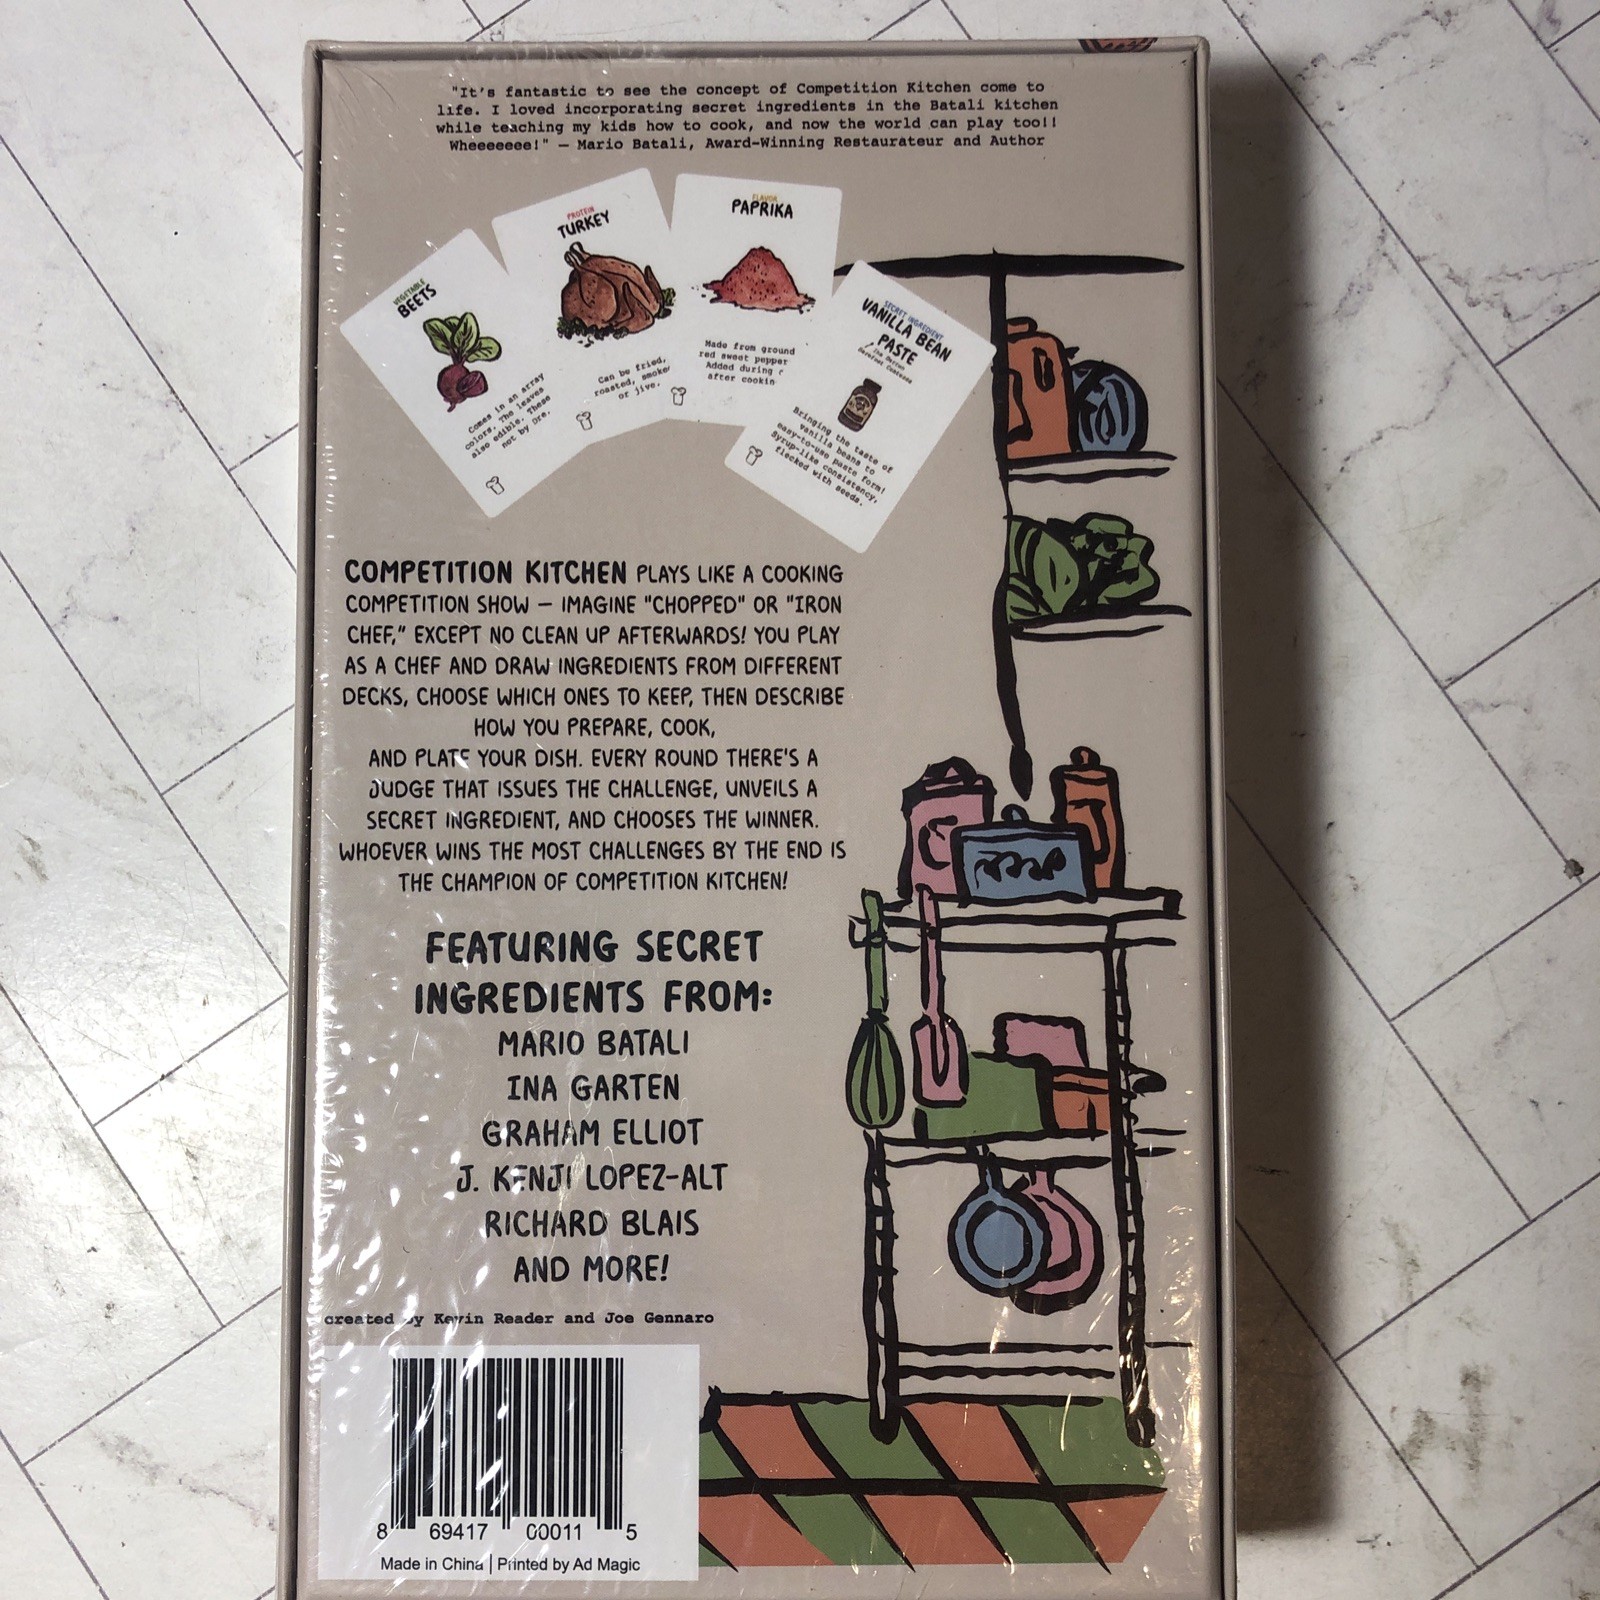 "It's fantastic to see the concept of Competition Kitchen come to
life. I loved incorporating secret ingredients in the Batali kitchen
while teaching my kids how to cook, and now the world can play too!!
Wheeeeeee!" — Mario Batali, Award-Winning Restaurateur and Author
VEGETABLE
BEETS
Comes in an array
colors. The leaves
also edible. These
not by Dre.
PROTEIN
TURKEY
Can be fried,
roasted, smoke
or jive.
FLAVOR
PAPRIKA
Made from ground
red sweet pepper
Added during
after cookin
SECRET INGREDIENT
VANILLA BEAN
PASTE
Ina Garten
Barefoot Contessa
Bringing the taste of
vanilla beans to
easy-to-use paste form!
Syrup-like consistency,
flecked with seeds.
COMPETITION KITCHEN PLAYS LIKE A COOKING
COMPETITION SHOW — IMAGINE "CHOPPED" OR "IRON
CHEF," EXCEPT NO CLEAN UP AFTERWARDS! YOU PLAY
AS A CHEF AND DRAW INGREDIENTS FROM DIFFERENT
DECKS, CHOOSE WHICH ONES TO KEEP, THEN DESCRIBE
HOW YOU PREPARE, COOK,
AND PLATE YOUR DISH. EVERY ROUND THERE'S A
JUDGE THAT ISSUES THE CHALLENGE, UNVEILS A
SECRET INGREDIENT, AND CHOOSES THE WINNER.
WHOEVER WINS THE MOST CHALLENGES BY THE END IS
THE CHAMPION OF COMPETITION KITCHEN!
FEATURING SECRET
INGREDIENTS FROM:
MARIO BATALI
INA GARTEN
GRAHAM ELLIOT
J. KENJI LOPEZ-ALT
RICHARD BLAIS
AND MORE!
created by Kevin Reader and Joe Gennaro
8 69417 00011 5
Made in China | Printed by Ad Magic